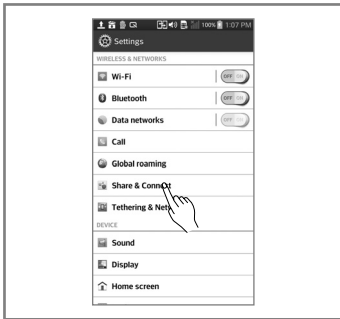 100% 1:07 PM
Settings
WIRELESS & NETWORKS
Wi-Fi OFF ON
Bluetooth OFF ON
Data networks OFF ON
Call
Global roaming
Share & Connect
Tethering & Net
DEVICE
Sound
Display
Home screen